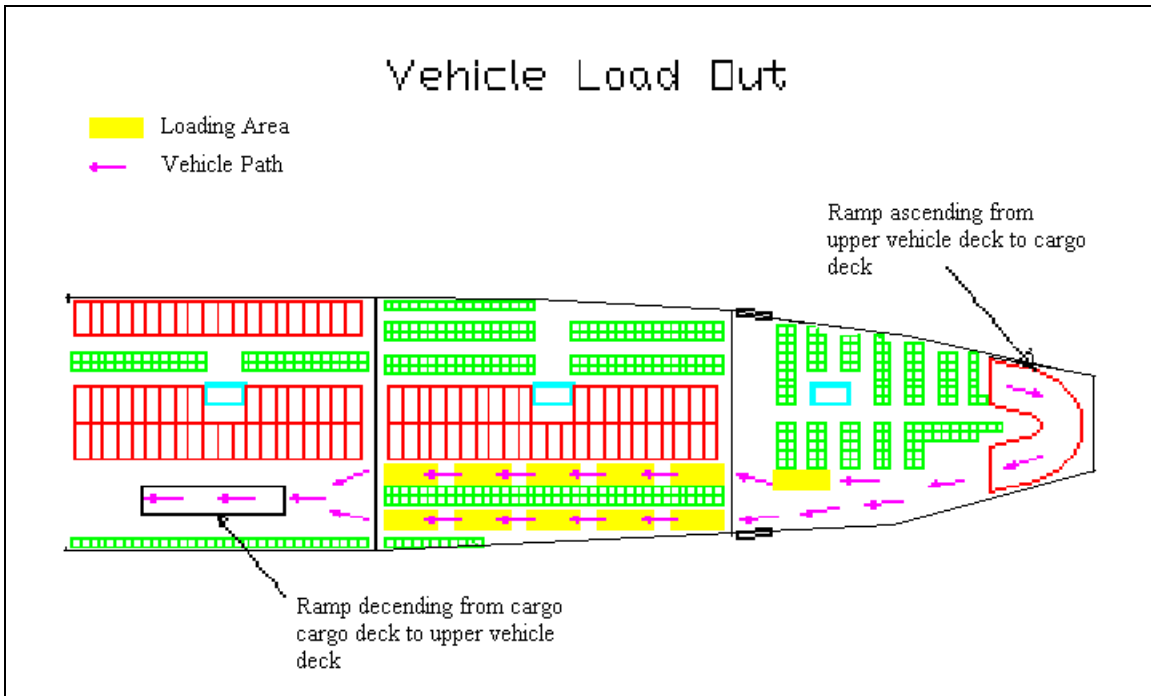 Vehicle Load Out
Loading Area
Vehicle Path
Ramp ascending from
upper vehicle deck to cargo
deck
Ramp decending from cargo
cargo deck to upper vehicle
deck